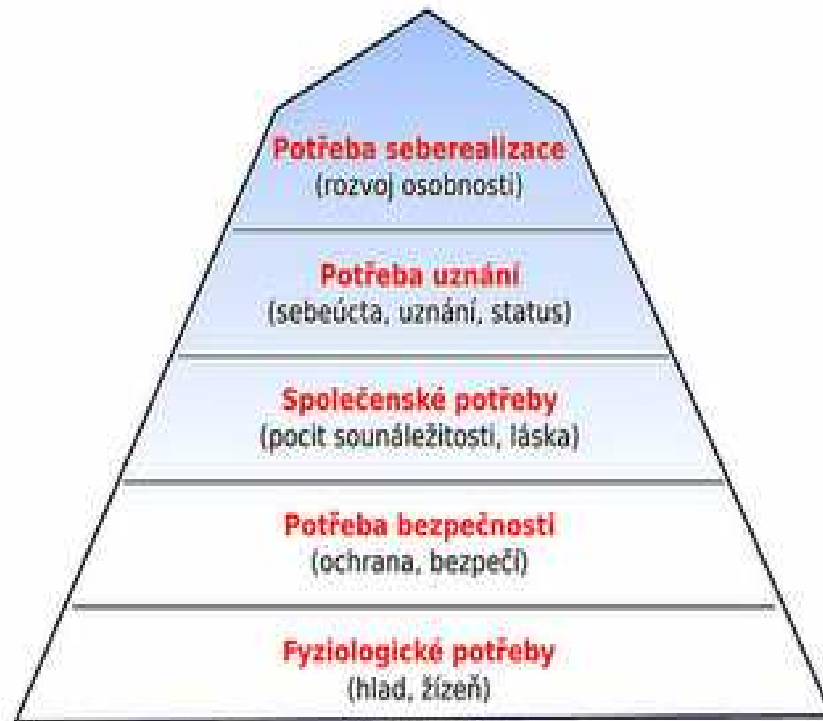 Potřeba seberealizace
(rozvoj osobnosti)
Potřeba uznání
(sebeúcta, uznání, status)
Společenské potřeby
(pocit sounáležitosti, láska)
Potřeba bezpečnosti
(ochrana, bezpečí)
Fyziologické potřeby
(hlad, žízeň)